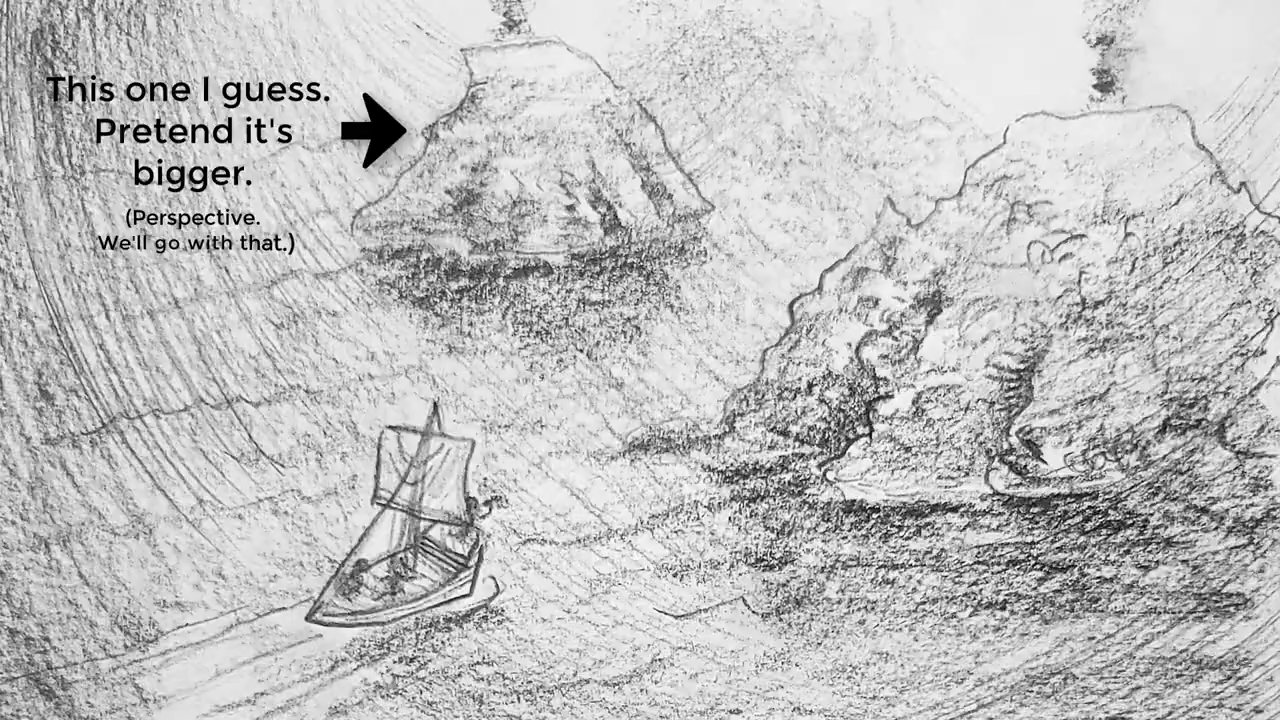 This one I guess.
Pretend it's
bigger.
(Perspective.
We'll go with that.)